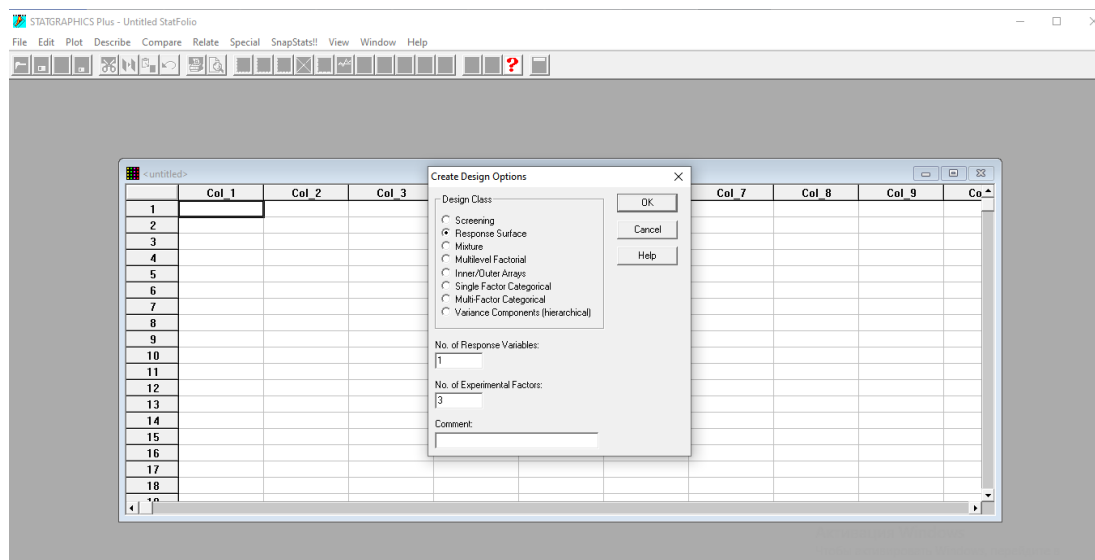 STATGRAPHICS Plus - Untitled StatFolio
File Edit Plot Describe Compare Relate Special SnapStats!! View Window Help
<untitled>
Col_1 Col_2 Col_3 Col_7 Col_8 Col_9 Co
1
2
3
4
5
6
7
8
9
10
11
12
13
14
15
16
17
18
Create Design Options
Design Class
Screening
Response Surface
Mixture
Multilevel Factorial
Inner/Outer Arrays
Single Factor Categorical
Multi-Factor Categorical
Variance Components (hierarchical)
OK
Cancel
Help
No. of Response Variables:
1
No. of Experimental Factors:
3
Comment: